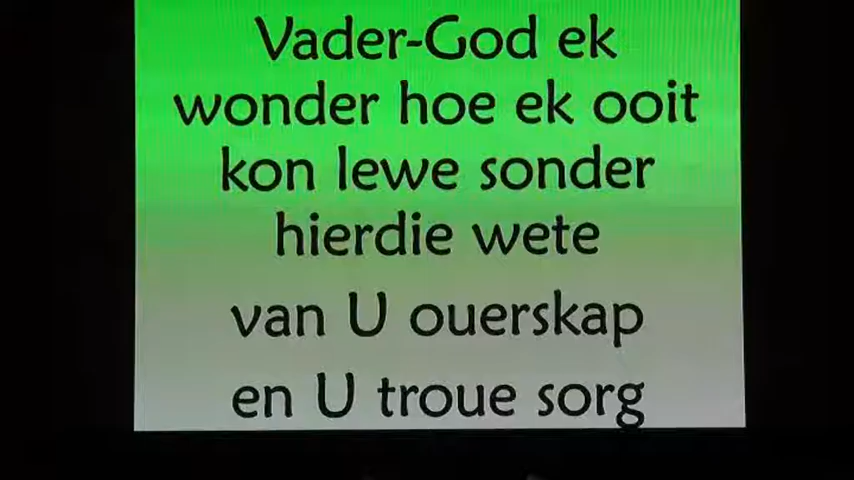 Vader-God ek
wonder hoe ek ooit
kon lewe sonder
hierdie wete
van U ouerskap
en U troue sorg